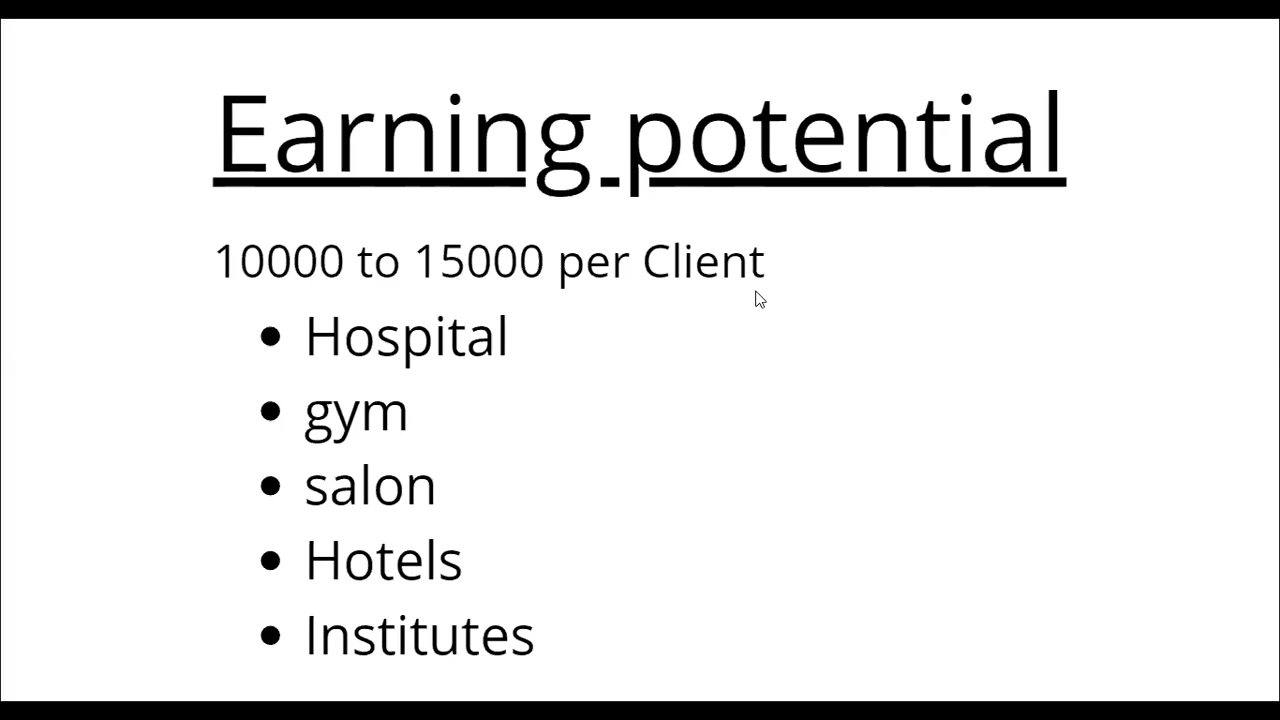 Earning potential
10000 to 15000 per Client
• Hospital
• gym
• salon
• Hotels
• Institutes